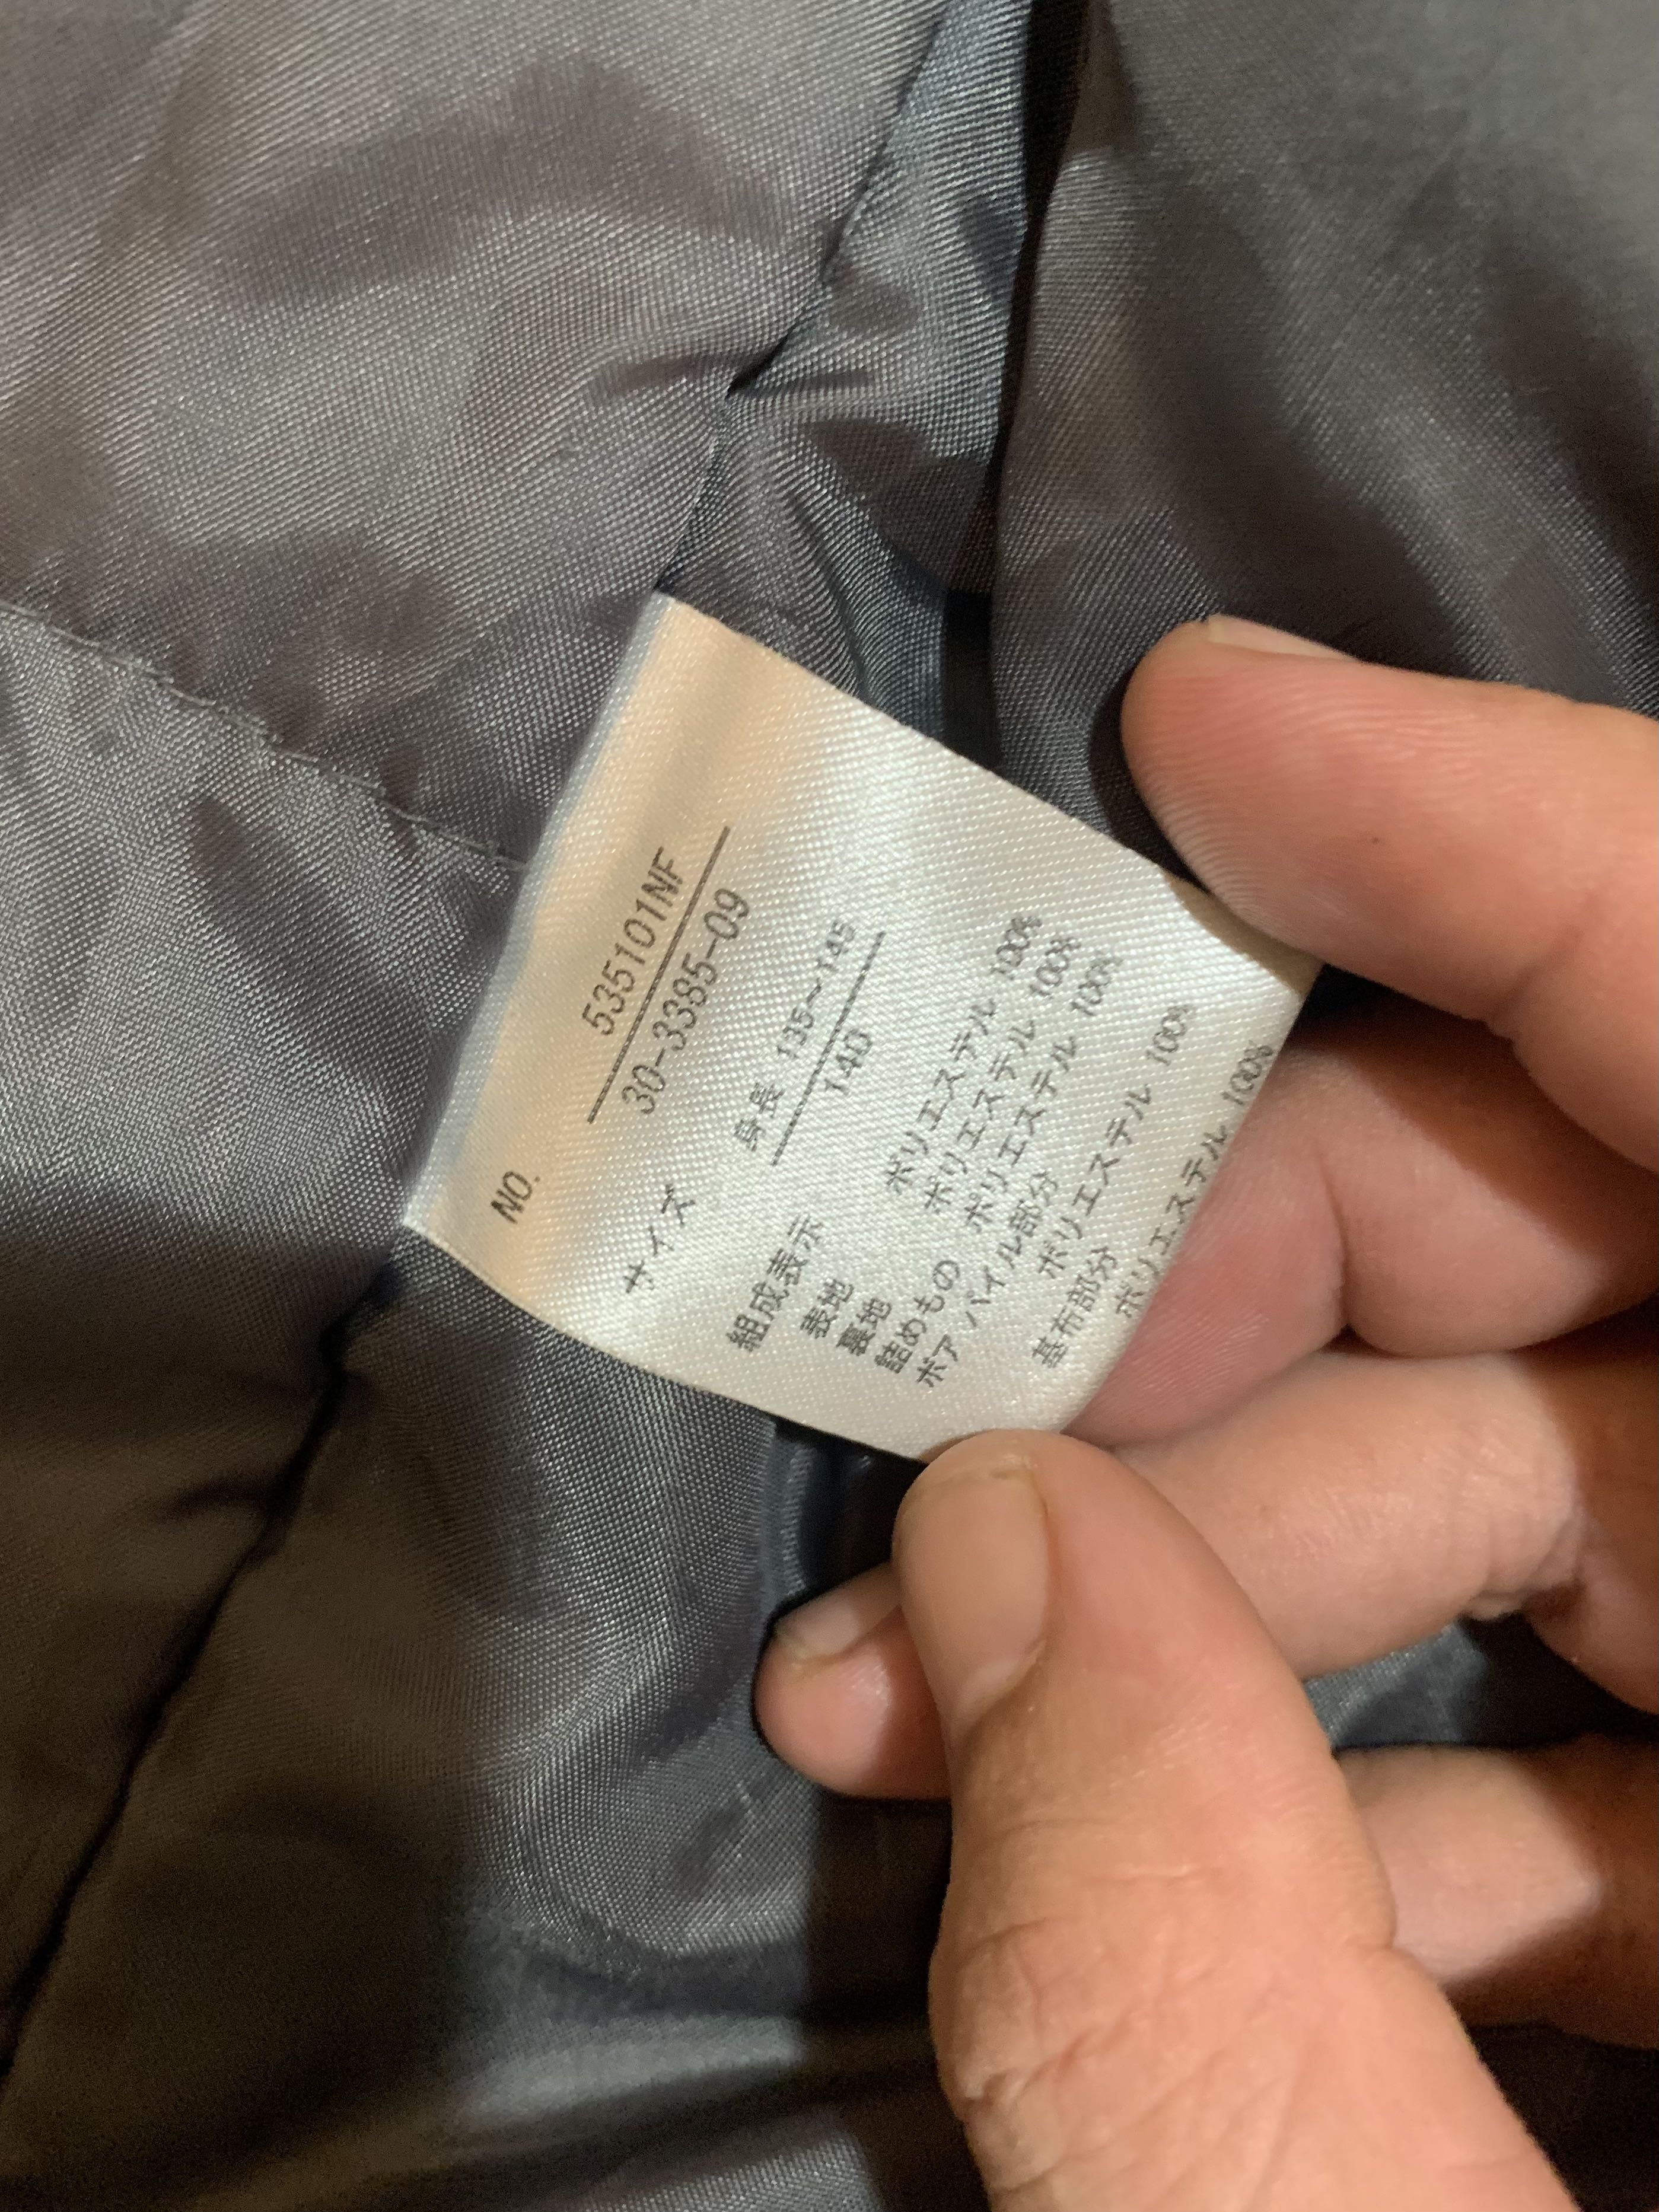 NO. 535101NF
30-3385-09
サイズ 身長 135~145
140
組成表示
表地 ポリエステル 100%
裏地 ポリエステル 100%
詰めもの ポリエステル 100%
ボア パイル部分
ポリエステル 100%
基布部分
ポリエステル 100%